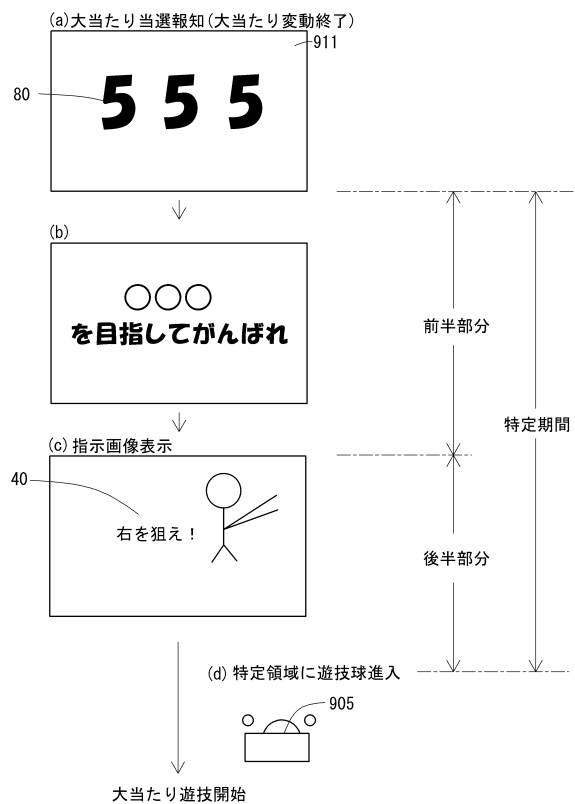 (a)大当たり当選報知(大当たり変動終了)
911
80
5 5 5
(b)
○○○
を目指してがんばれ
前半部分
特定期間
(c)指示画像表示
40
右を狙え!
後半部分
(d) 特定領域に遊技球進入
905
大当たり遊技開始